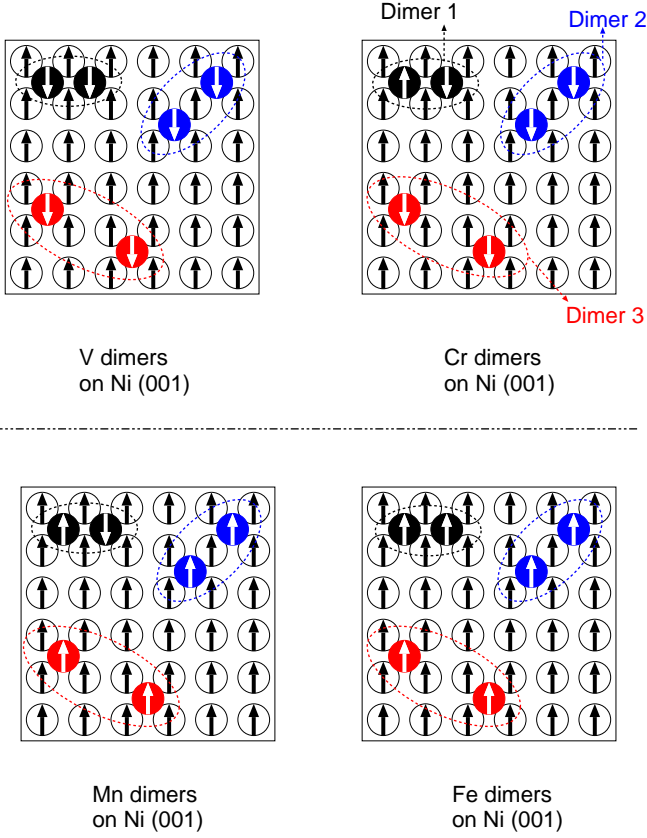 Dimer 1
Dimer 2
Dimer 3
V dimers
on Ni (001)
Cr dimers
on Ni (001)
Mn dimers
on Ni (001)
Fe dimers
on Ni (001)